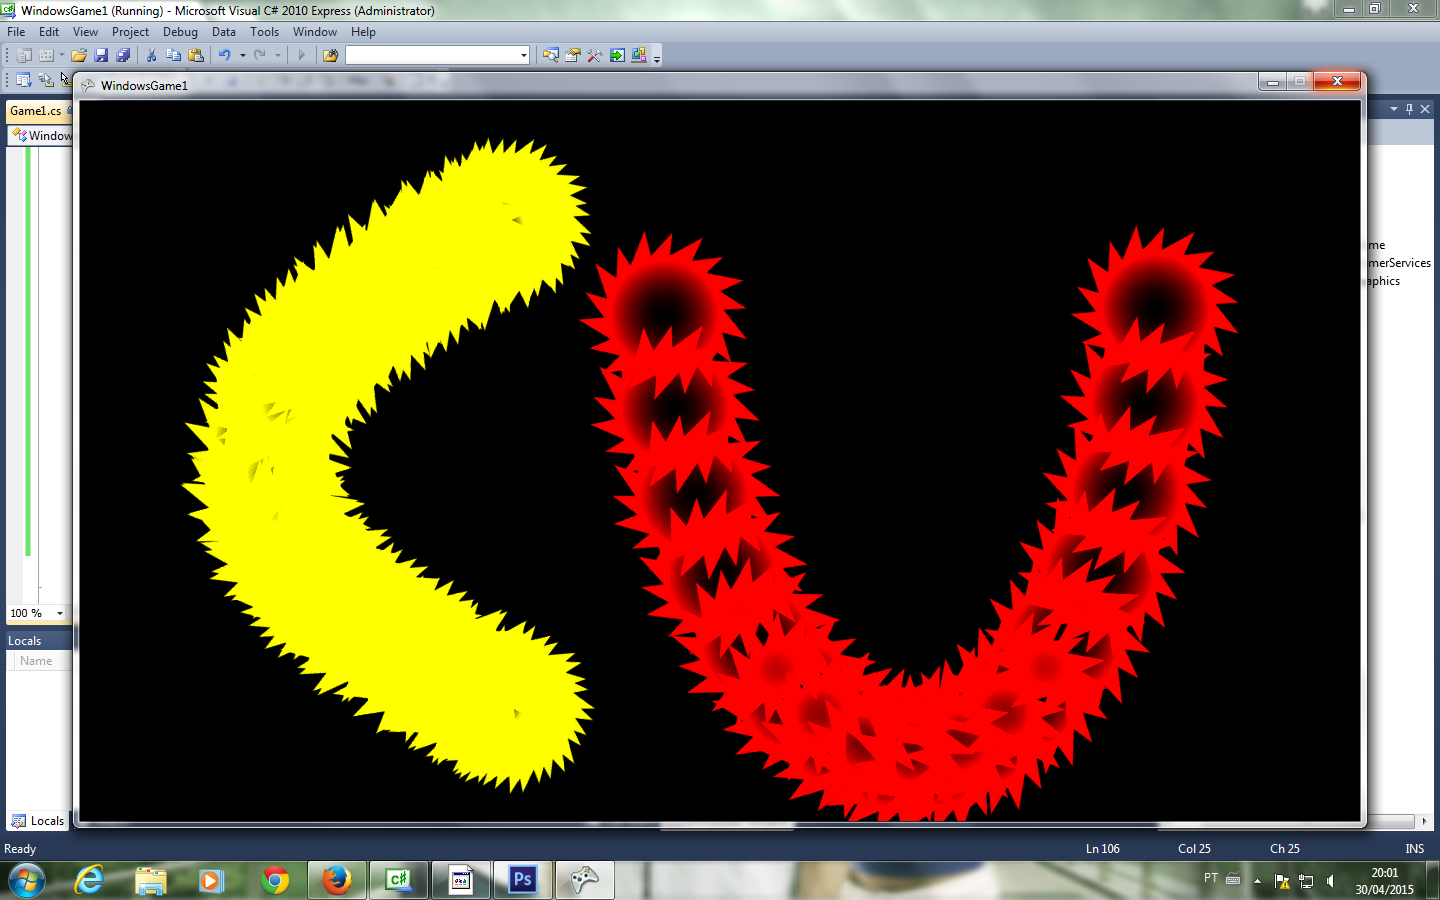 WindowsGame1 (Running) - Microsoft Visual C# 2010 Express (Administrator)
File Edit View Project Debug Data Tools Window Help
WindowsGame1
Game1.cs
Window
me
merServices
aphics
100 %
Locals
Name
Locals
Ready Ln 106 Col 25 Ch 25 INS
C#
Ps
PT
20:01
30/04/2015